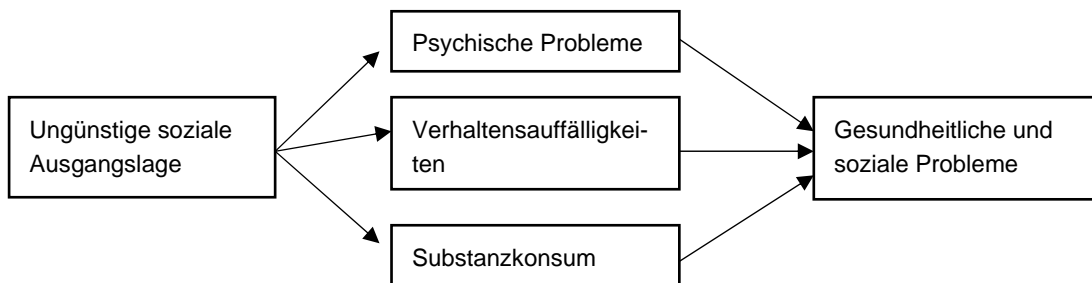 Psychische Probleme
Ungünstige soziale
Ausgangslage
Verhaltensauffälligkei-
ten
Gesundheitliche und
soziale Probleme
Substanzkonsum